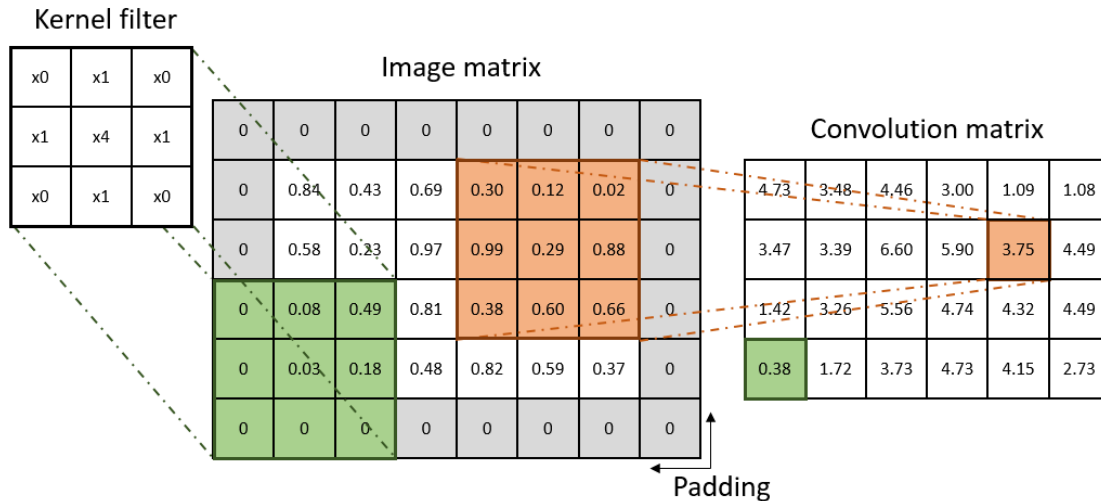 Kernel filter
x0 x1 x0
x1 x4 x1
x0 x1 x0
Image matrix
0 0 0 0 0 0 0 0
0 0.84 0.43 0.69 0.30 0.12 0.02 0
0 0.58 0.23 0.97 0.99 0.29 0.88 0
0 0.08 0.49 0.81 0.38 0.60 0.66 0
0 0.03 0.18 0.48 0.82 0.59 0.37 0
0 0 0 0 0 0 0 0
Padding
Convolution matrix
4.73 3.48 4.46 3.00 1.09 1.08
3.47 3.39 6.60 5.90 3.75 4.49
1.42 3.26 5.56 4.74 4.32 4.49
0.38 1.72 3.73 4.73 4.15 2.73